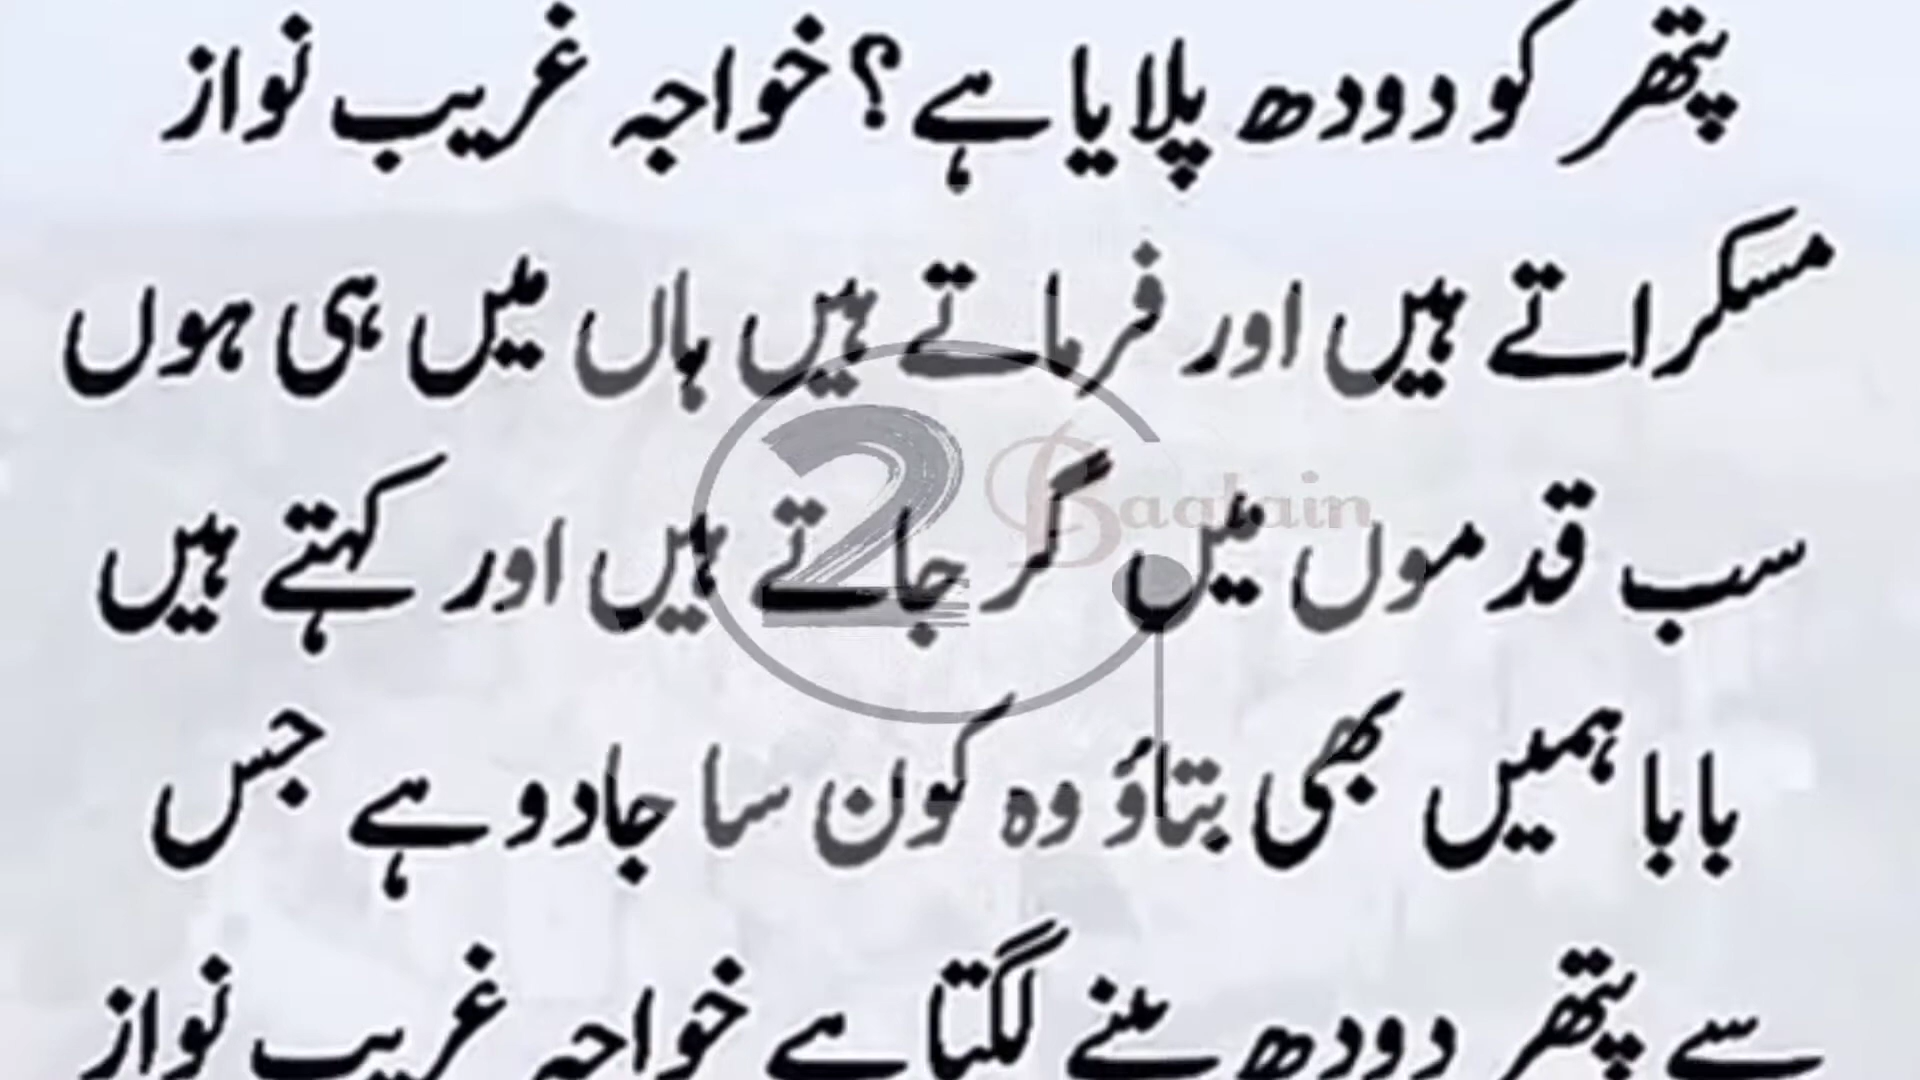 پتھر کو دودھ پلایا ہے؟ خواجہ غریب نواز
مسکراتے ہیں اور فرماتے ہیں ہاں میں ہی ہوں
سب قدموں میں گر جاتے ہیں اور کہتے ہیں
بابا ہمیں بھی بتاؤ وہ کون سا جادو ہے جس
سے پتھر دودھ پینے لگتا ہے خواجہ غریب نواز
2 Baatain